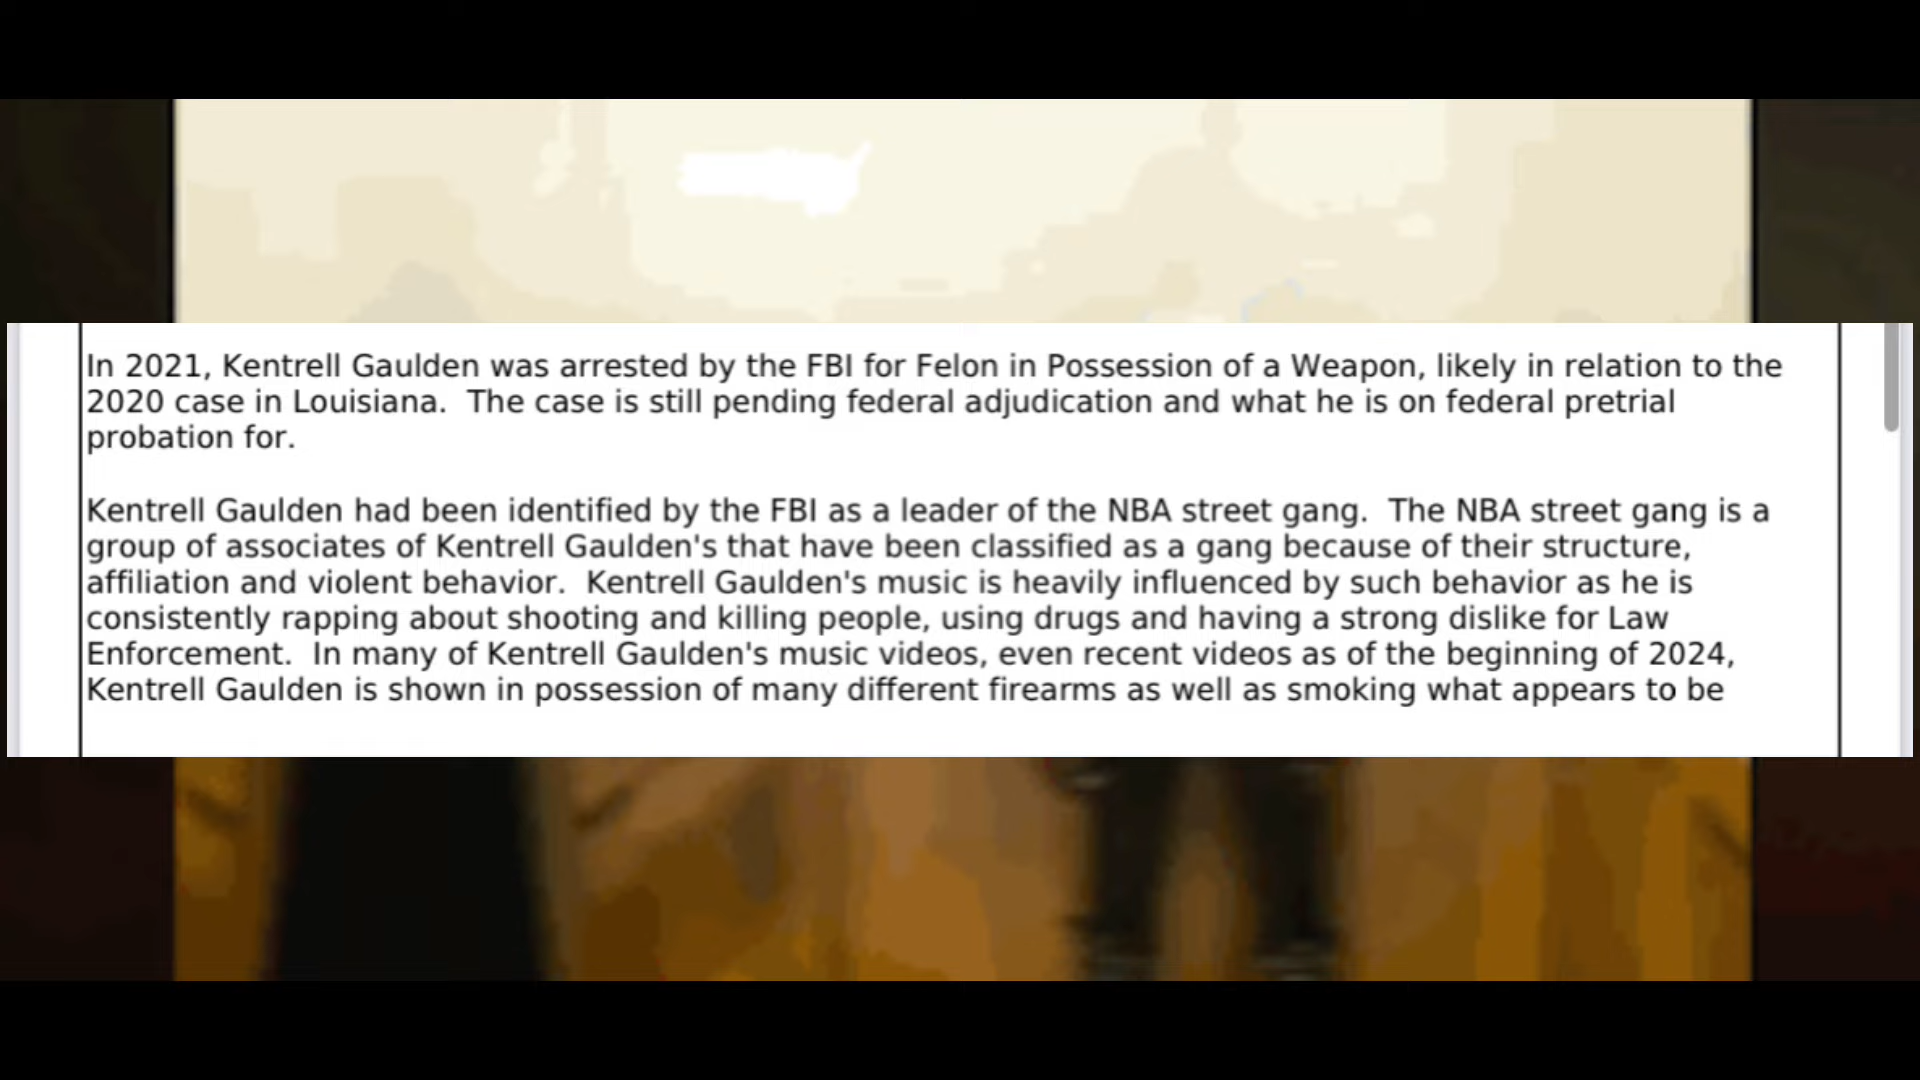 In 2021, Kentrell Gaulden was arrested by the FBI for Felon in Possession of a Weapon, likely in relation to the
2020 case in Louisiana.  The case is still pending federal adjudication and what he is on federal pretrial
probation for.
Kentrell Gaulden had been identified by the FBI as a leader of the NBA street gang.  The NBA street gang is a
group of associates of Kentrell Gaulden's that have been classified as a gang because of their structure,
affiliation and violent behavior.  Kentrell Gaulden's music is heavily influenced by such behavior as he is
consistently rapping about shooting and killing people, using drugs and having a strong dislike for Law
Enforcement.  In many of Kentrell Gaulden's music videos, even recent videos as of the beginning of 2024,
Kentrell Gaulden is shown in possession of many different firearms as well as smoking what appears to be